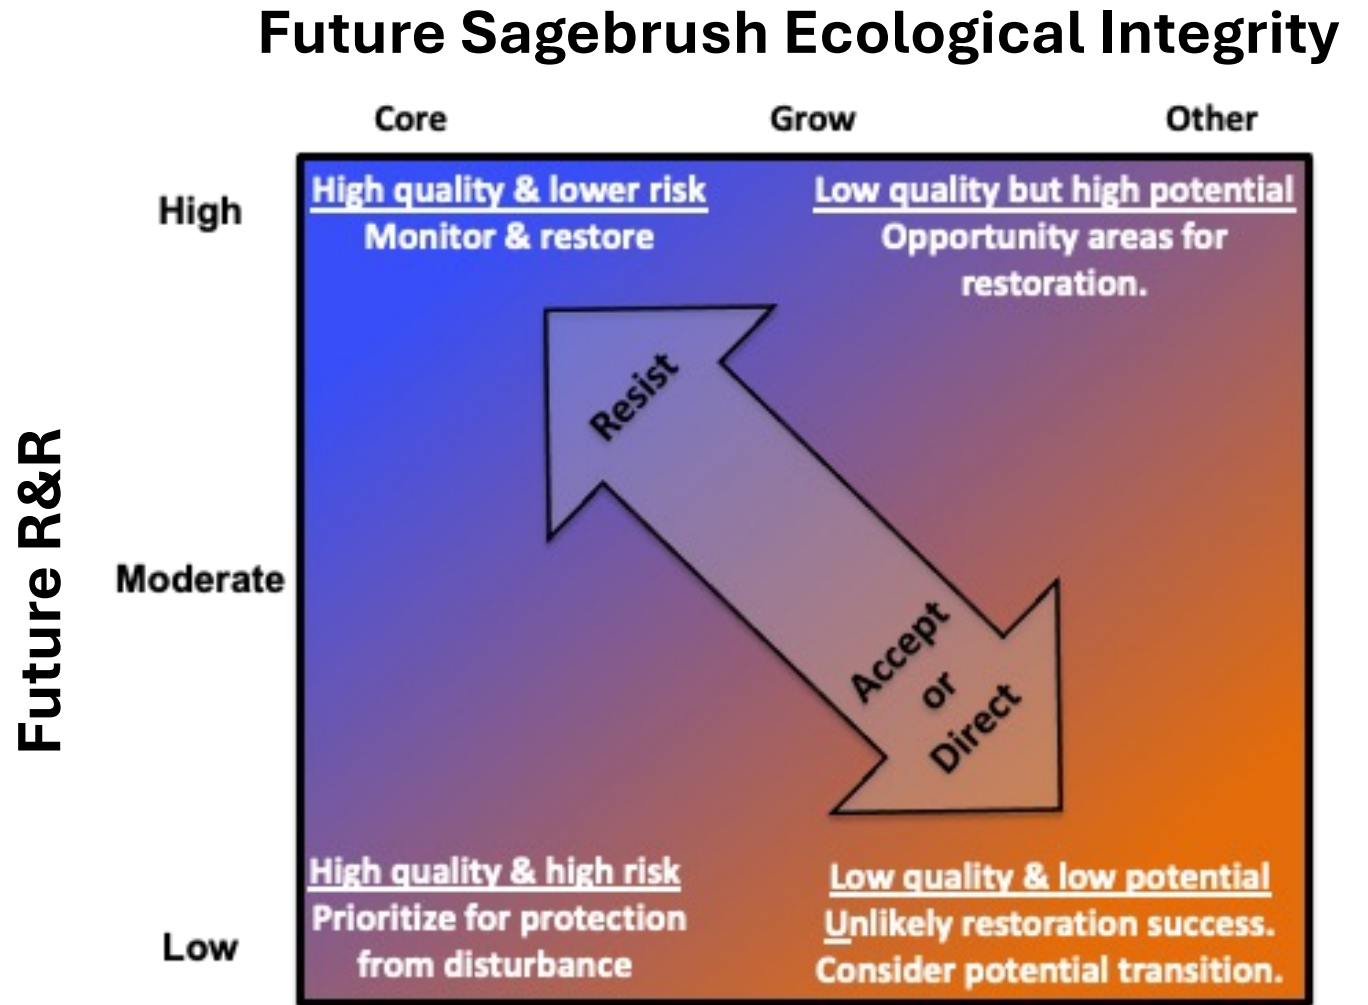 Future Sagebrush Ecological Integrity
Core
Grow
Other
Future R&R
High
Moderate
Low
High quality & lower risk
Monitor & restore
Low quality but high potential
Opportunity areas for
restoration.
Resist
Accept
or
Direct
High quality & high risk
Prioritize for protection
from disturbance
Low quality & low potential
Unlikely restoration success.
Consider potential transition.